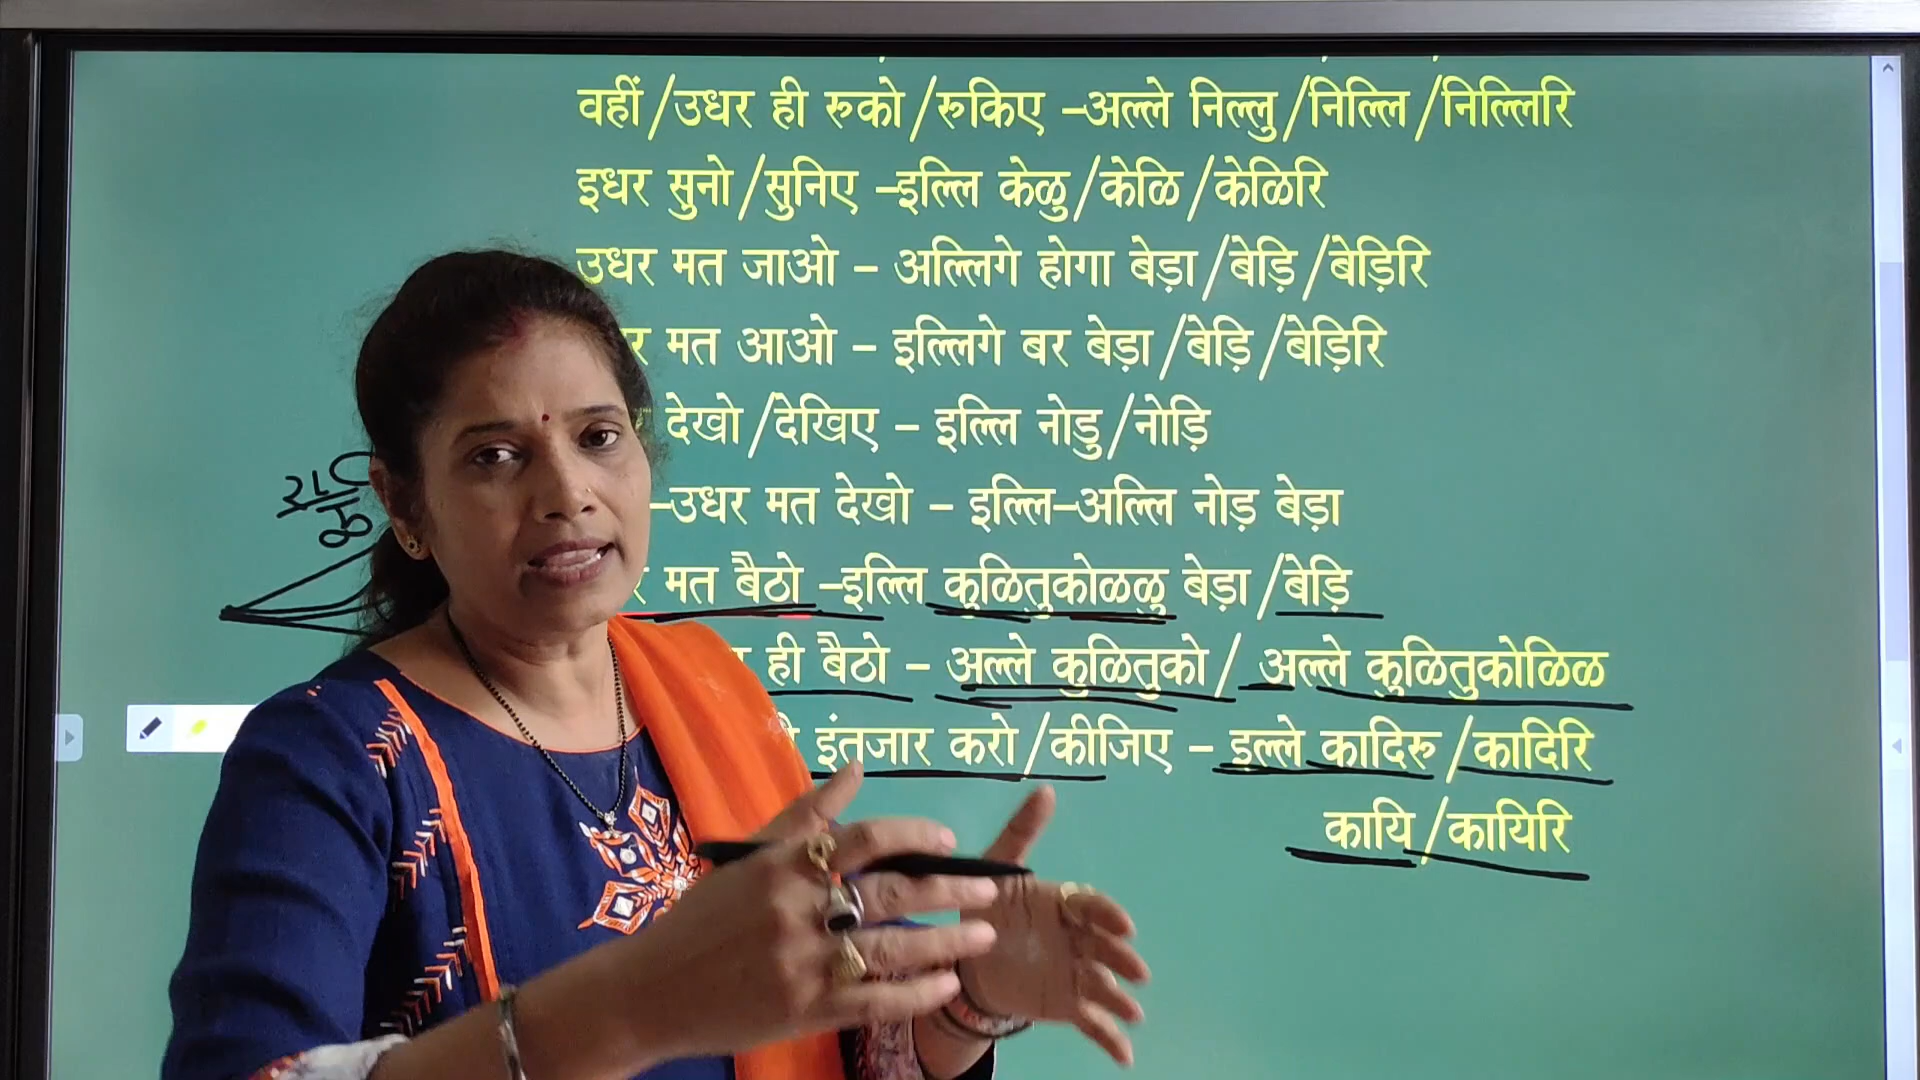 वहीं/उधर ही रुको/रुकिए –अल्ले निल्लु/निल्लि/निल्लिरि
इधर सुनो/सुनिए –इल्लि केळु/केळि/केळिरि
उधर मत जाओ – अल्लिगे होगा बेड़ा/बेड़ि/बेड़िरि
मत आओ – इल्लिगे बर बेड़ा/बेड़ि/बेड़िरि
देखो/देखिए – इल्लि नोडु/नोड़ि
–उधर मत देखो – इल्लि–अल्लि नोड़ बेड़ा
मत बैठो –इल्लि कुळितुकोळळु बेड़ा/बेड़ि
ही बैठो – अल्ले कुळितुको/ अल्ले कुळितुकोळिळ
इंतजार करो/कीजिए – इल्ले कादिरू/कादिरि
कायि/कायिरि